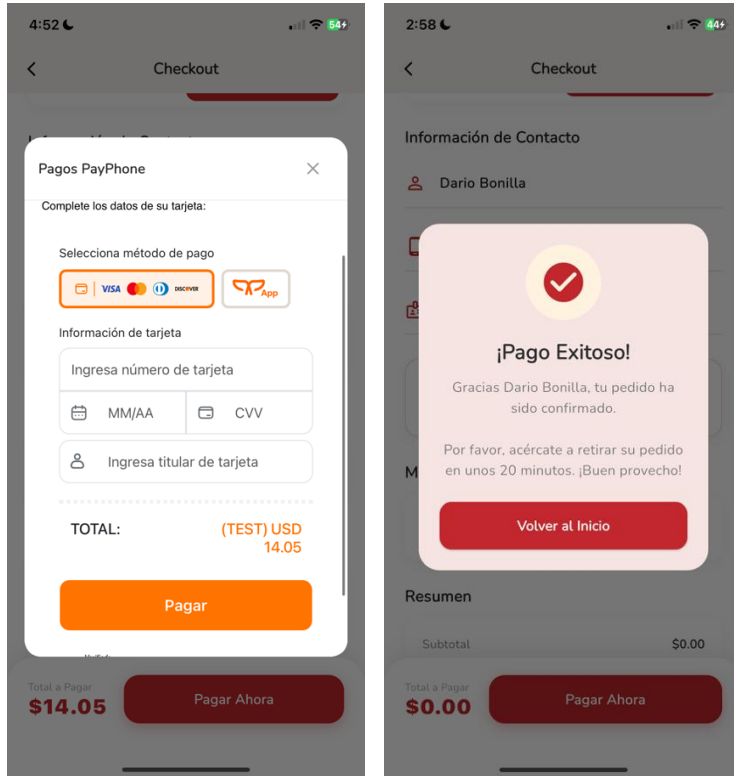 4:52
54
Checkout
Pagos PayPhone
Complete los datos de su tarjeta:
Selecciona método de pago
VISA DISCOVER
App
Información de tarjeta
Ingresa número de tarjeta
MM/AA
CVV
Ingresa titular de tarjeta
TOTAL:
(TEST) USD
14.05
Pagar
Total a Pagar
$14.05
Pagar Ahora
2:58
44
Checkout
Información de Contacto
Dario Bonilla
¡Pago Exitoso!
Gracias Dario Bonilla, tu pedido ha
sido confirmado.
Por favor, acércate a retirar su pedido
en unos 20 minutos. ¡Buen provecho!
Volver al Inicio
M
Resumen
Subtotal
$0.00
Total a Pagar
$0.00
Pagar Ahora